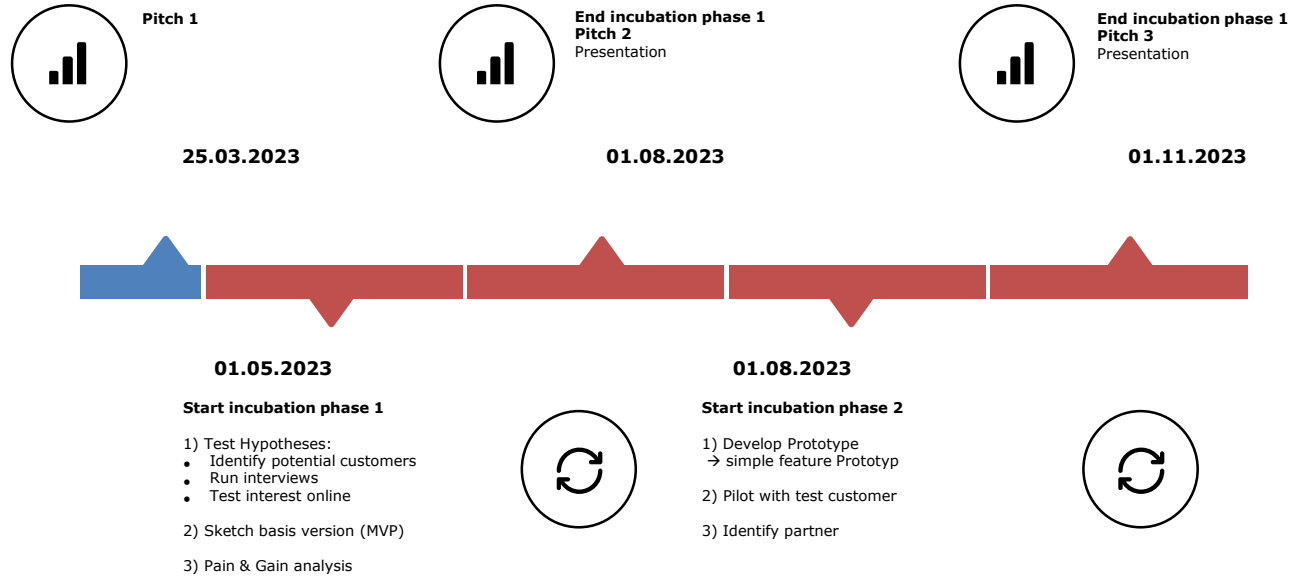 Pitch 1
End incubation phase 1
Pitch 2
Presentation
End incubation phase 1
Pitch 3
Presentation
25.03.2023
01.08.2023
01.11.2023
01.05.2023
Start incubation phase 1
1) Test Hypotheses:
• Identify potential customers
• Run interviews
• Test interest online
2) Sketch basis version (MVP)
3) Pain & Gain analysis
01.08.2023
Start incubation phase 2
1) Develop Prototype
→ simple feature Prototyp
2) Pilot with test customer
3) Identify partner